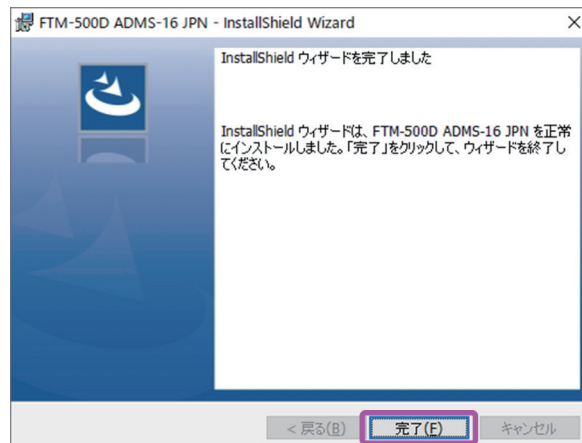 FTM-500D ADMS-16 JPN - InstallShield Wizard
InstallShield ウィザードを完了しました
InstallShield ウィザードは、FTM-500D ADMS-16 JPN を正常
にインストールしました。「完了」をクリックして、ウィザードを終了し
てください。
< 戻る(B) 完了(F) キャンセル